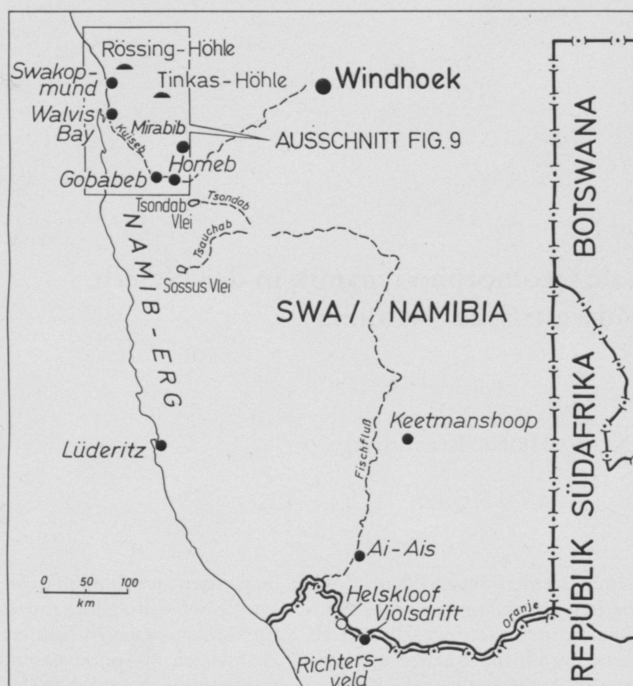 Rössing-Höhle
Swakop-
mund
Tinkas-Höhle
Windhoek
Walvis
Bay
Kuiseb
Mirabib
AUSSCHNITT FIG. 9
Homeb
Gobabeb
Tsondab
Vlei
Tsondab
Tsauchab
Sossus Vlei
NAMIB-ERG
SWA / NAMIBIA
BOTSWANA
REPUBLIK SÜDAFRIKA
Keetmanshoop
Lüderitz
Fischfluß
Ai-Ais
0 50 100
km
Helskloof
Violsdrift
Oranje
Richters-
veld